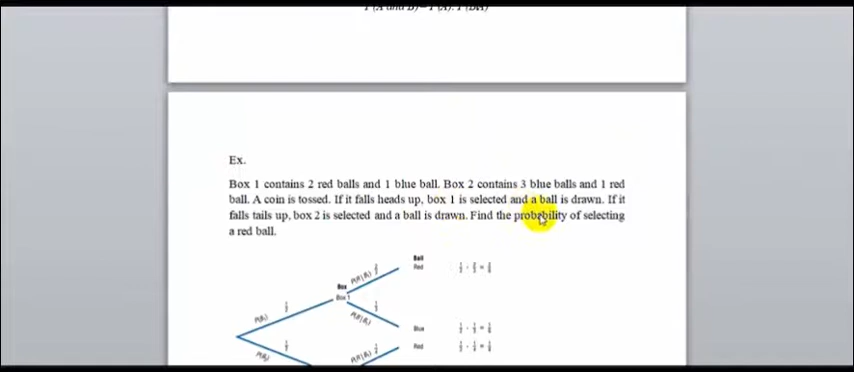 Ex.
Box 1 contains 2 red balls and 1 blue ball. Box 2 contains 3 blue balls and 1 red
ball. A coin is tossed. If it falls heads up, box 1 is selected and a ball is drawn. If it
falls tails up, box 2 is selected and a ball is drawn. Find the probability of selecting
a red ball.
Ball
Red
Box
Box 1
Blue
Red